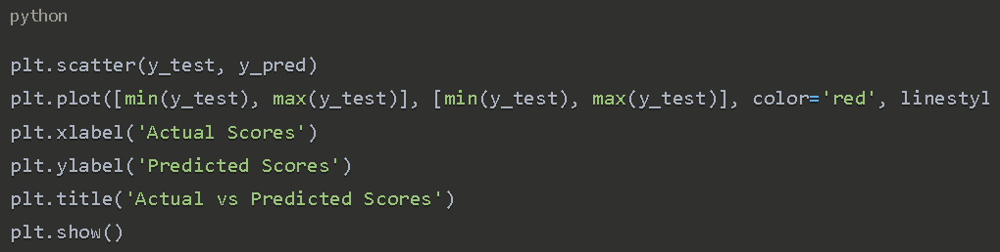 python
plt.scatter(y_test, y_pred)
plt.plot([min(y_test), max(y_test)], [min(y_test), max(y_test)], color='red', linestyl
plt.xlabel('Actual Scores')
plt.ylabel('Predicted Scores')
plt.title('Actual vs Predicted Scores')
plt.show()